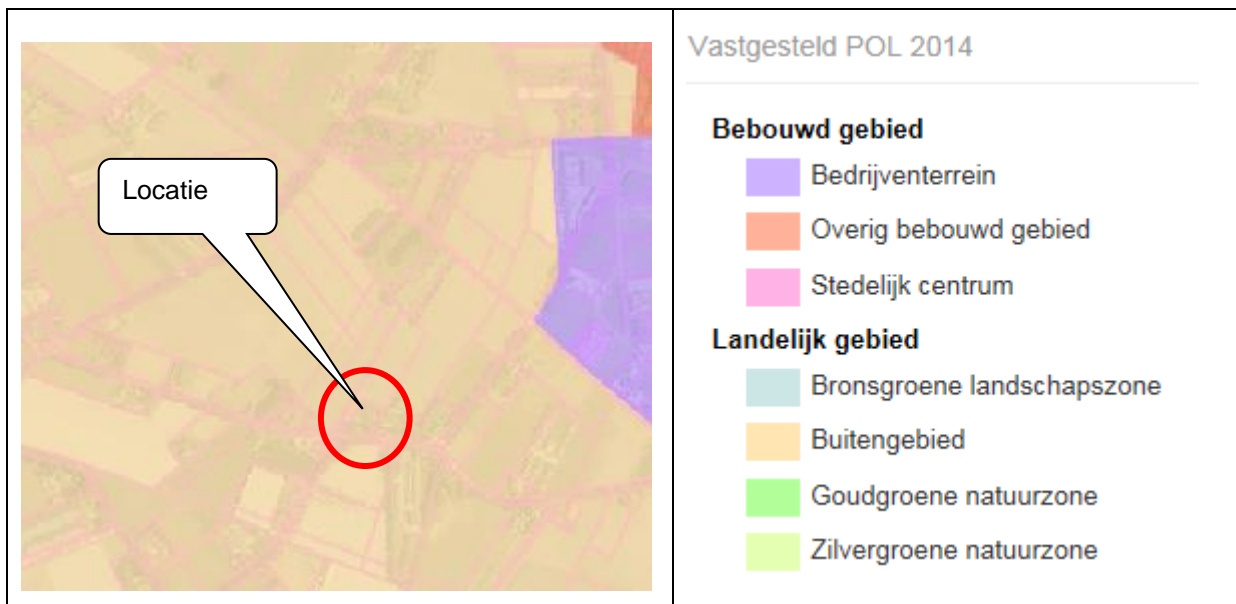 Locatie
Vastgesteld POL 2014
Bebouwd gebied
Bedrijventerrein
Overig bebouwd gebied
Stedelijk centrum
Landelijk gebied
Bronsgroene landschapszone
Buitengebied
Goudgroene natuurzone
Zilvergroene natuurzone